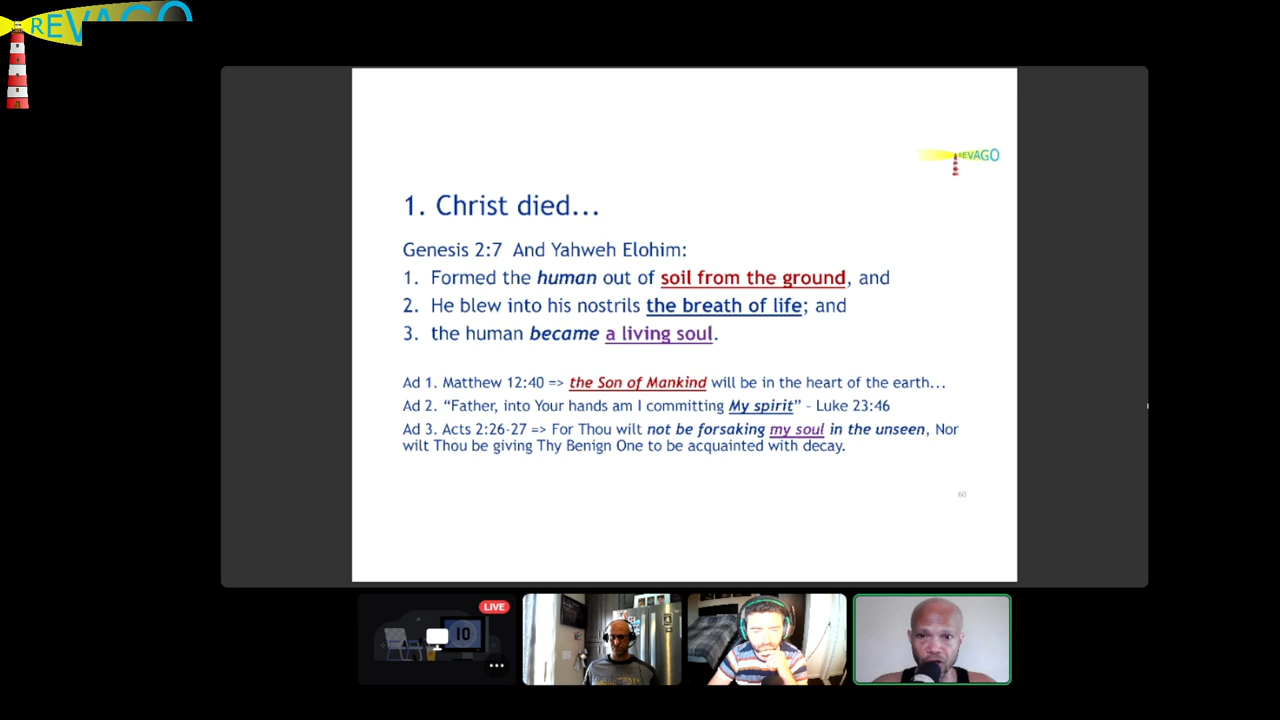 REVAGO
REVAGO
1. Christ died...
Genesis 2:7 And Yahweh Elohim:
1. Formed the human out of soil from the ground, and
2. He blew into his nostrils the breath of life; and
3. the human became a living soul.
Ad 1. Matthew 12:40 => the Son of Mankind will be in the heart of the earth...
Ad 2. “Father, into Your hands am I committing My spirit” – Luke 23:46
Ad 3. Acts 2:26-27 => For Thou wilt not be forsaking my soul in the unseen, Nor
wilt Thou be giving Thy Benign One to be acquainted with decay.
60
LIVE
10